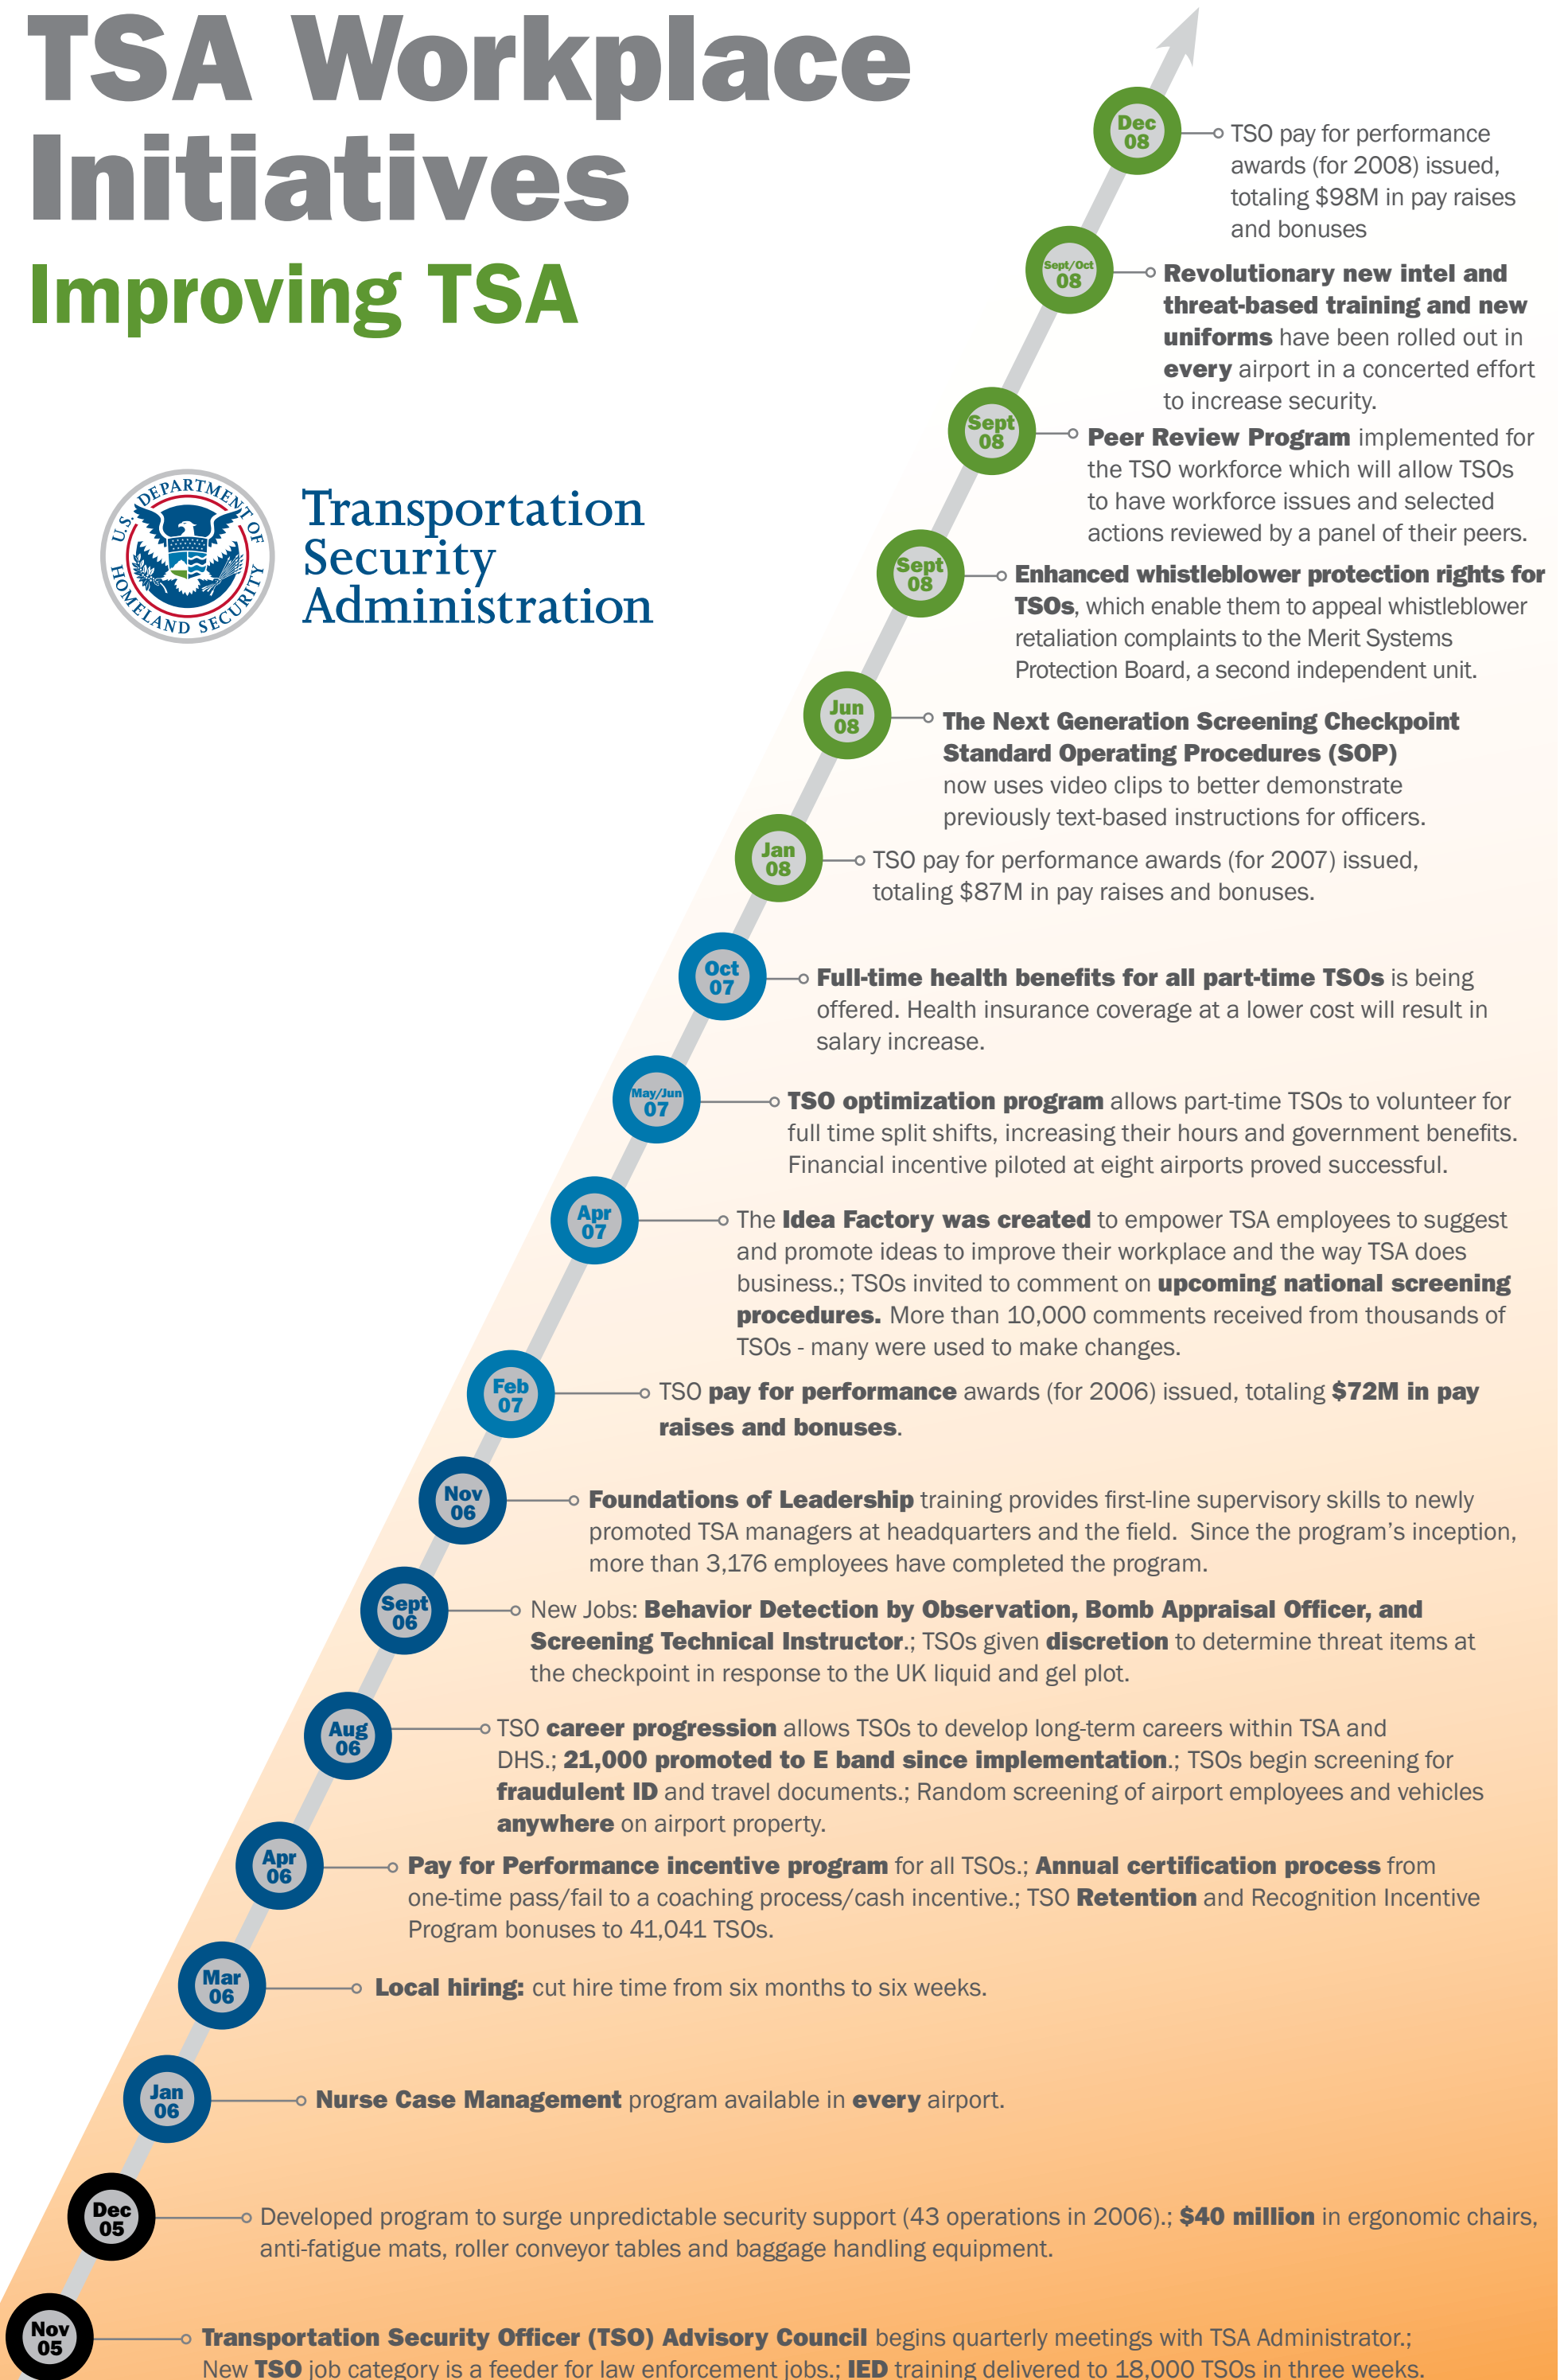 TSA Workplace
Initiatives
Improving TSA
U.S. DEPARTMENT OF
HOMELAND SECURITY
Transportation
Security
Administration
Dec
08
TSO pay for performance
awards (for 2008) issued,
totaling $98M in pay raises
and bonuses
Sept/Oct
08
Revolutionary new intel and
threat-based training and new
uniforms have been rolled out in
every airport in a concerted effort
to increase security.
Sept
08
Peer Review Program implemented for
the TSO workforce which will allow TSOs
to have workforce issues and selected
actions reviewed by a panel of their peers.
Sept
08
Enhanced whistleblower protection rights for
TSOs, which enable them to appeal whistleblower
retaliation complaints to the Merit Systems
Protection Board, a second independent unit.
Jun
08
The Next Generation Screening Checkpoint
Standard Operating Procedures (SOP)
now uses video clips to better demonstrate
previously text-based instructions for officers.
Jan
08
TSO pay for performance awards (for 2007) issued,
totaling $87M in pay raises and bonuses.
Oct
07
Full-time health benefits for all part-time TSOs is being
offered. Health insurance coverage at a lower cost will result in
salary increase.
May/Jun
07
TSO optimization program allows part-time TSOs to volunteer for
full time split shifts, increasing their hours and government benefits.
Financial incentive piloted at eight airports proved successful.
Apr
07
The Idea Factory was created to empower TSA employees to suggest
and promote ideas to improve their workplace and the way TSA does
business.; TSOs invited to comment on upcoming national screening
procedures. More than 10,000 comments received from thousands of
TSOs - many were used to make changes.
Feb
07
TSO pay for performance awards (for 2006) issued, totaling $72M in pay
raises and bonuses.
Nov
06
Foundations of Leadership training provides first-line supervisory skills to newly
promoted TSA managers at headquarters and the field. Since the program's inception,
more than 3,176 employees have completed the program.
Sept
06
New Jobs: Behavior Detection by Observation, Bomb Appraisal Officer, and
Screening Technical Instructor.; TSOs given discretion to determine threat items at
the checkpoint in response to the UK liquid and gel plot.
Aug
06
TSO career progression allows TSOs to develop long-term careers within TSA and
DHS.; 21,000 promoted to E band since implementation.; TSOs begin screening for
fraudulent ID and travel documents.; Random screening of airport employees and vehicles
anywhere on airport property.
Apr
06
Pay for Performance incentive program for all TSOs.; Annual certification process from
one-time pass/fail to a coaching process/cash incentive.; TSO Retention and Recognition Incentive
Program bonuses to 41,041 TSOs.
Mar
06
Local hiring: cut hire time from six months to six weeks.
Jan
06
Nurse Case Management program available in every airport.
Dec
05
Developed program to surge unpredictable security support (43 operations in 2006).; $40 million in ergonomic chairs,
anti-fatigue mats, roller conveyor tables and baggage handling equipment.
Nov
05
Transportation Security Officer (TSO) Advisory Council begins quarterly meetings with TSA Administrator.;
New TSO job category is a feeder for law enforcement jobs.; IED training delivered to 18,000 TSOs in three weeks.